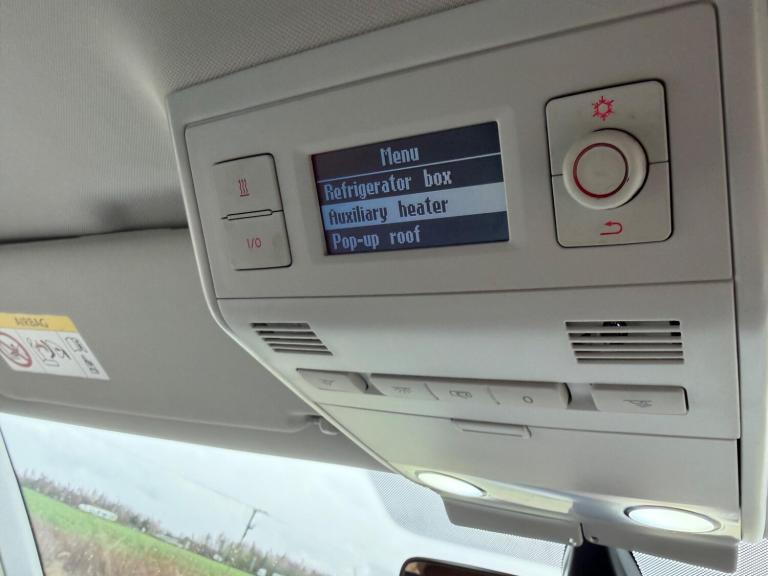 Menu
Refrigerator box
Auxiliary heater
Pop-up roof
I/O
AIRBAG